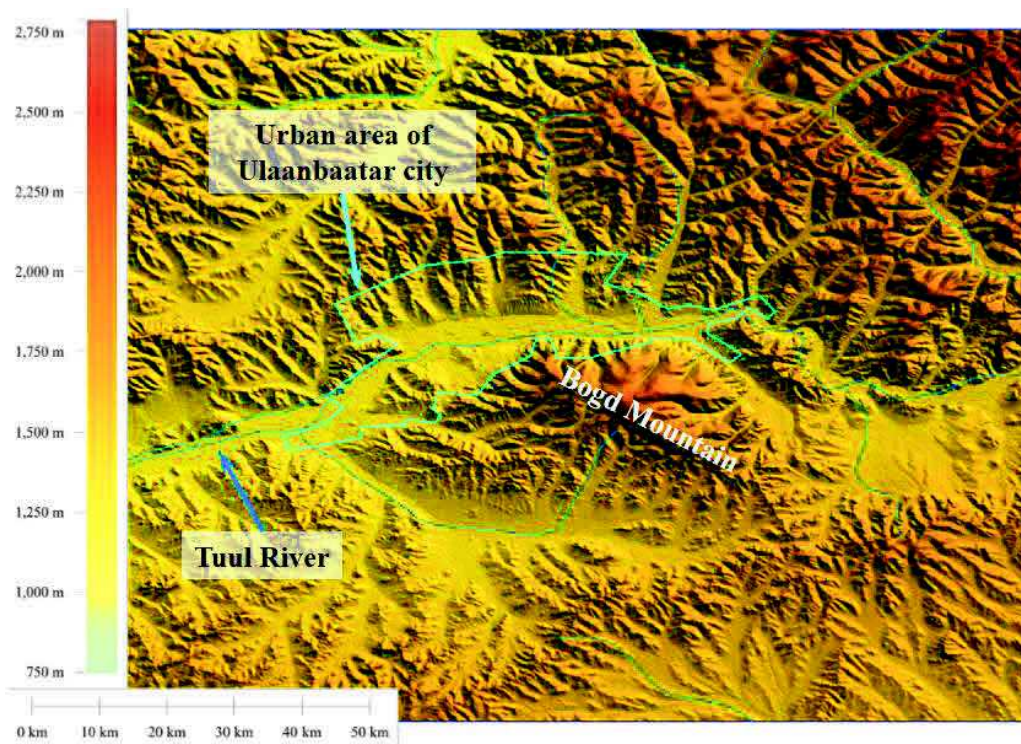 2,750 m
2,500 m
2,250 m
2,000 m
1,750 m
1,500 m
1,250 m
1,000 m
750 m
Urban area of
Ulaanbaatar city
Bogd Mountain
Tuul River
0 km 10 km 20 km 30 km 40 km 50 km